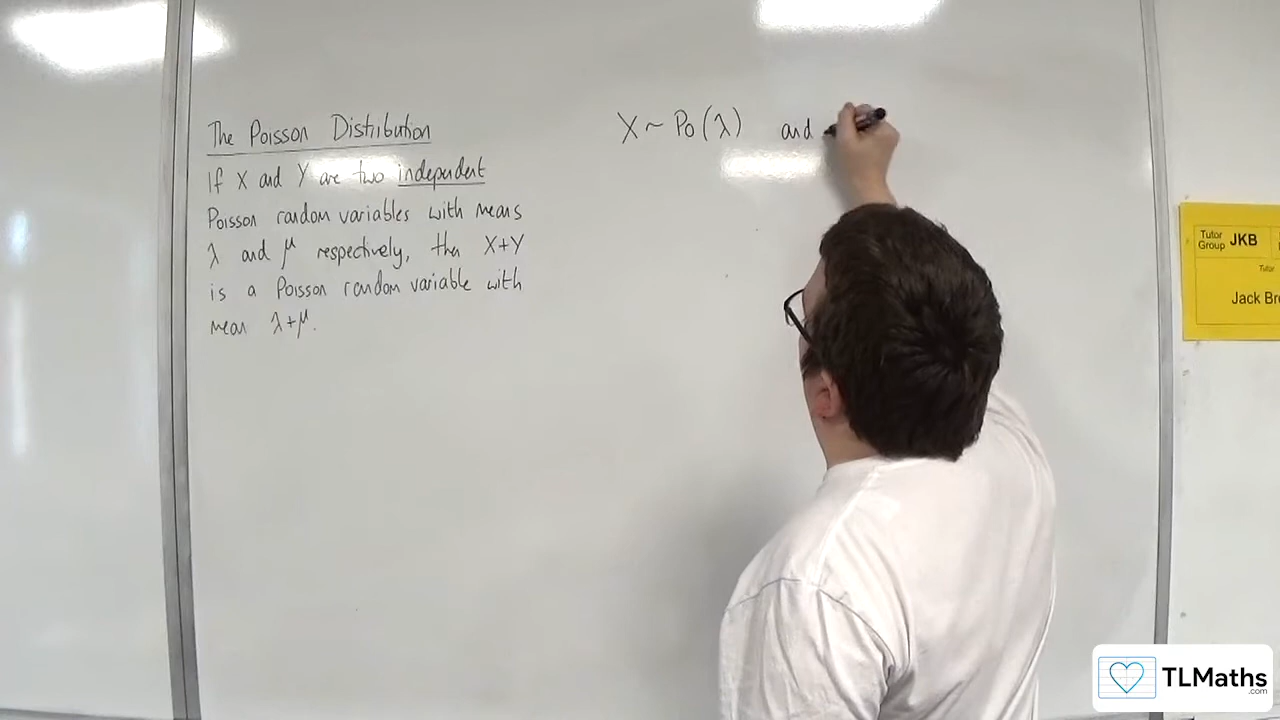 The Poisson Distribution
If X and Y are two independent
Poisson random variables with means
λ and μ respectively, then X+Y
is a Poisson random variable with
mean λ+μ.
X ~ Po(λ) and
Tutor Group JKB
Tutor
Jack
TLMaths
.com